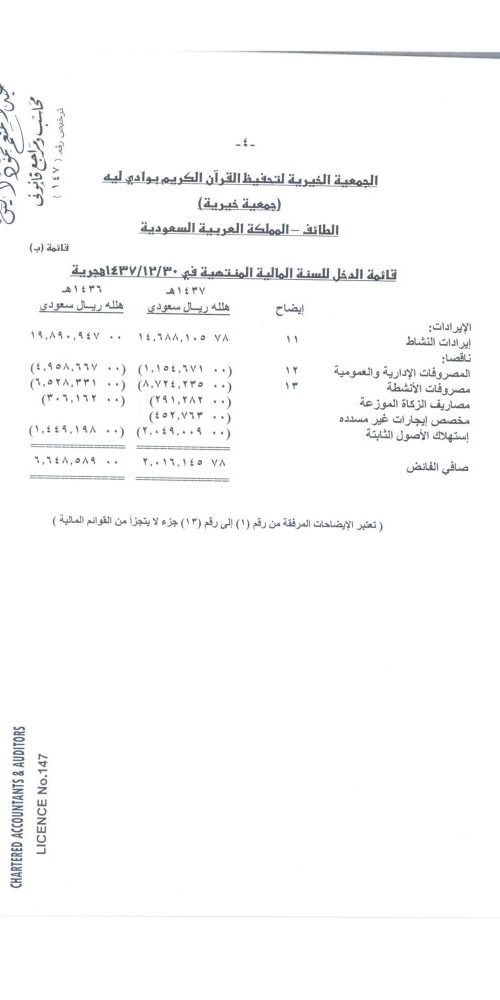 محاسب ومراجع قانوني
ترخيص رقم (١٤٧)
-٤-
الجمعية الخيرية لتحفيظ القرآن الكريم بوادي ليه
(جمعية خيرية)
الطائف – المملكة العربية السعودية
قائمة (ب)
قائمة الدخل للسنة المالية المنتهية في ١٤٣٧/١٢/٣٠هجرية
١٤٣٧هـ ١٤٣٦هـ
إيضاح هلله ريال سعودي هلله ريال سعودي
الإيرادات:
إيرادات النشاط ١١ ٧٨ ١٤,٦٨٨,١٠٥ ٠٠ ١٩,٨٩٠,٩٤٧
ناقصا:
المصروفات الإدارية والعمومية ١٢ (٠٠ ١,١٥٤,٦٧١) (٠٠ ٤,٩٥٨,٦٦٧)
مصروفات الأنشطة ١٣ (٠٠ ٨,٧٢٤,٢٣٥) (٠٠ ٦,٥٢٨,٣٣١)
مصاريف الزكاة الموزعة (٠٠ ٢٩١,٢٨٢) (٠٠ ٣٠٦,١٦٢)
مخصص إيجارات غير مسدده (٠٠ ٤٥٢,٧٦٣)
إستهلاك الأصول الثابتة (٠٠ ٢,٠٤٩,٠٠٩) (٠٠ ١,٤٤٩,١٩٨)
صافي الفائض ٧٨ ٢,٠١٦,١٤٥ ٠٠ ٦,٦٤٨,٥٨٩
( تعتبر الإيضاحات المرفقة من رقم (١) إلى رقم (١٣) جزء لا يتجزأ من القوائم المالية )
CHARTERED ACCOUNTANTS & AUDITORS
LICENCE No.147